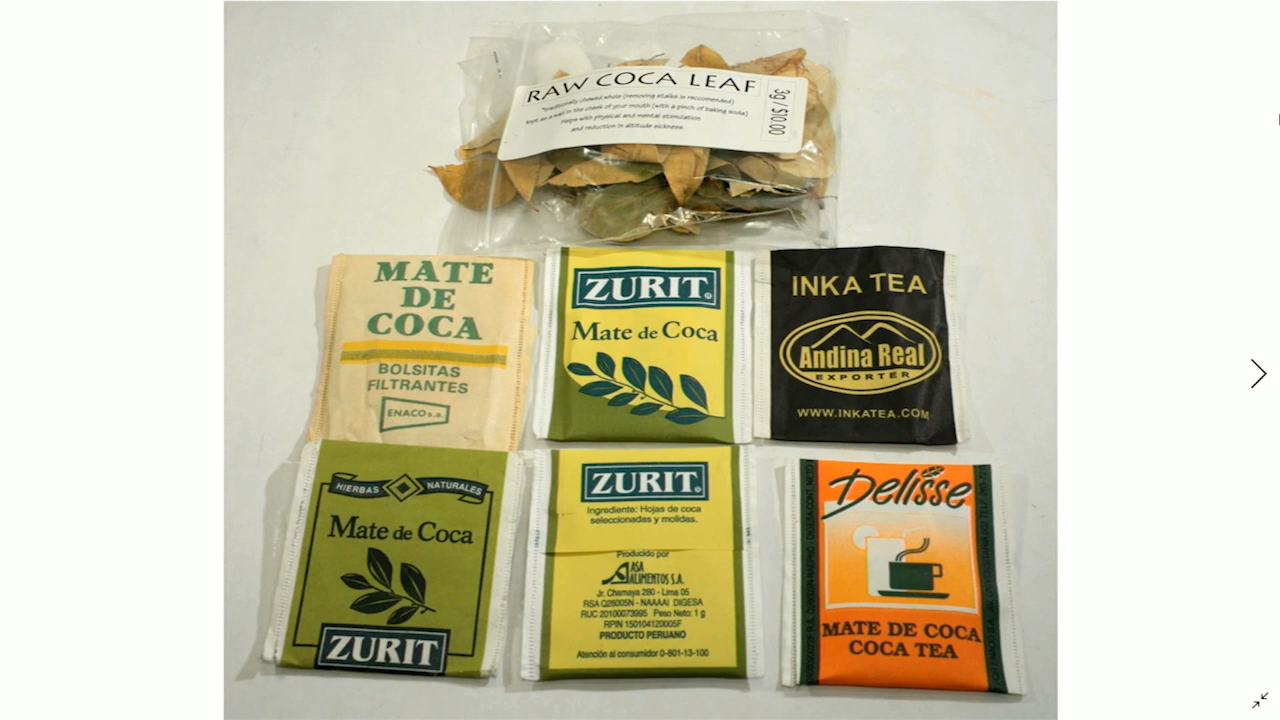 RAW COCA LEAF
Traditionally chewed whole (removing stalks is reccomended)
kept as a wad in the cheek of your mouth (with a pinch of baking soda)
Helps with physical and mental stimulation
and reduction in altitude sickness.
3g / $10.00
MATE
DE
COCA
BOLSITAS
FILTRANTES
ENACO s.a.
ZURIT®
Mate de Coca
INKA TEA
Andina Real
EXPORTER
WWW.INKATEA.COM
HIERBAS NATURALES
Mate de Coca
ZURIT
ZURIT®
Ingrediente: Hojas de coca
seleccionadas y molidas.
Producido por
ASA
ALIMENTOS S.A.
Jr. Chamaya 280 - Lima 05
RSA Q26005N - NAAAAI DIGESA
RUC 20100073995 Peso Neto: 1 g
RPIN 150104120005F
PRODUCTO PERUANO
Atención al consumidor 0-801-13-100
Delisse
MATE DE COCA
COCA TEA